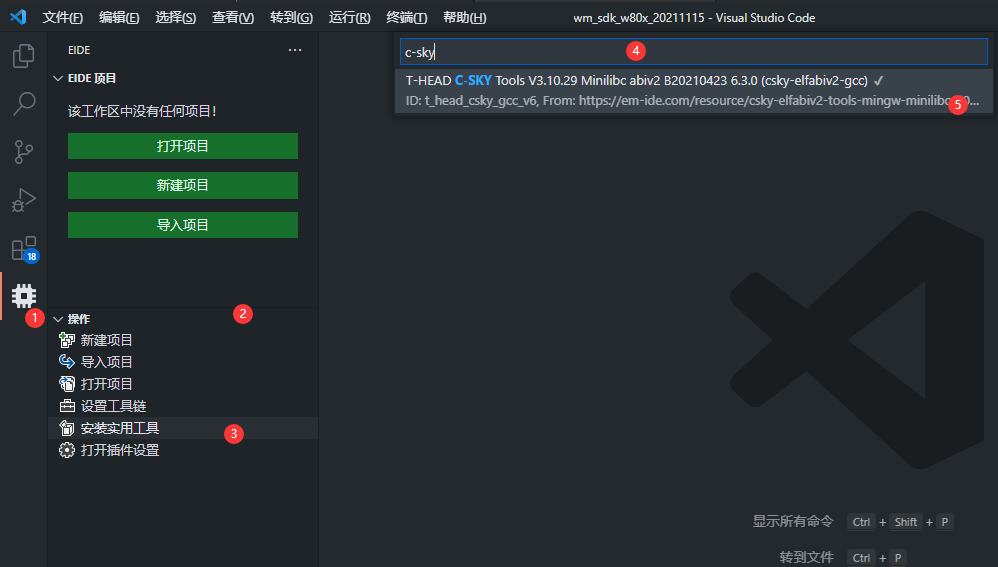 文件(F) 编辑(E) 选择(S) 查看(V) 转到(G) 运行(R) 终端(T) 帮助(H) wm_sdk_w80x_20211115 - Visual Studio Code
EIDE ...
EIDE 项目
该工作区中没有任何项目!
打开项目
新建项目
导入项目
18
1
操作
2
新建项目
导入项目
打开项目
设置工具链
安装实用工具
3
打开插件设置
c-sky
4
T-HEAD C-SKY Tools V3.10.29 Minilibc abiv2 B20210423 6.3.0 (csky-elfabiv2-gcc) ✓
ID: t_head_csky_gcc_v6, From: https://em-ide.com/resource/csky-elfabiv2-tools-mingw-minilibc
5
显示所有命令 Ctrl + Shift + P
转到文件 Ctrl + P